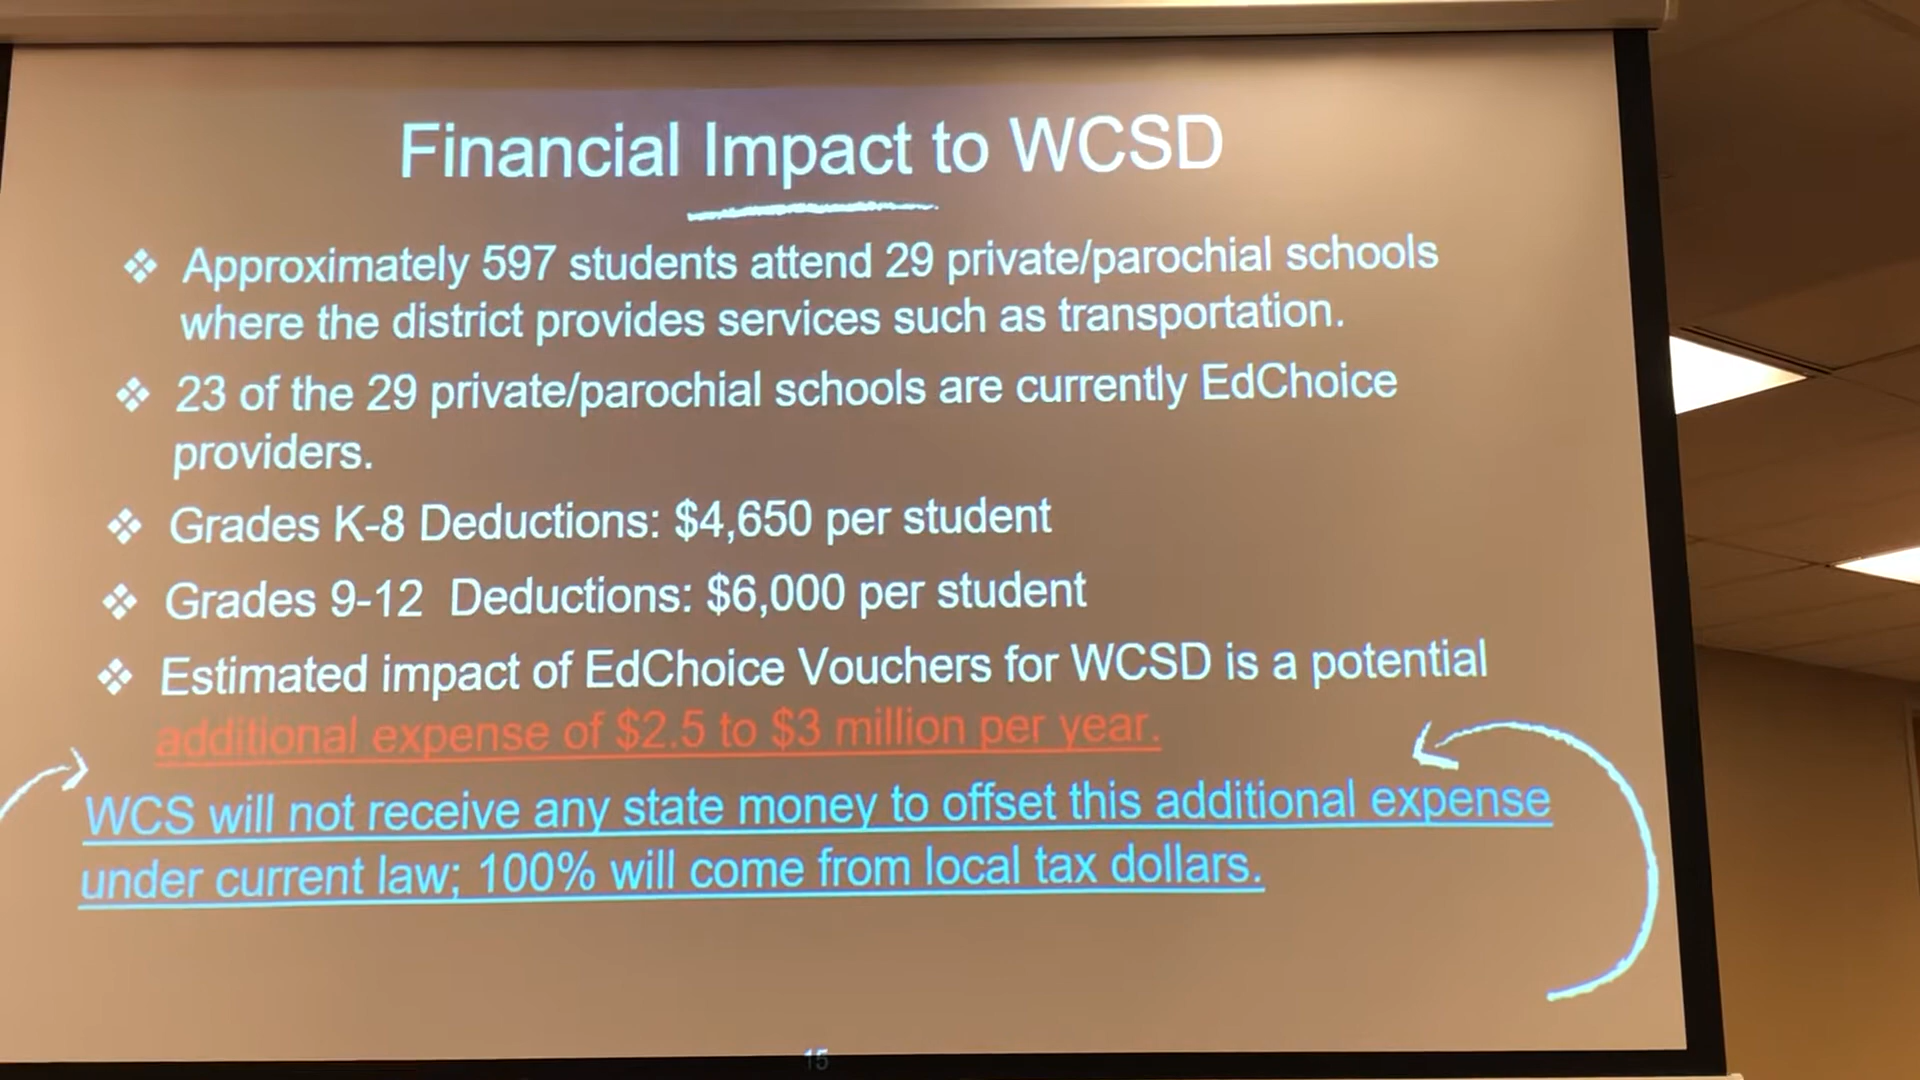 Financial Impact to WCSD
❖ Approximately 597 students attend 29 private/parochial schools
where the district provides services such as transportation.
❖ 23 of the 29 private/parochial schools are currently EdChoice
providers.
❖ Grades K-8 Deductions: $4,650 per student
❖ Grades 9-12 Deductions: $6,000 per student
❖ Estimated impact of EdChoice Vouchers for WCSD is a potential
additional expense of $2.5 to $3 million per year.
WCS will not receive any state money to offset this additional expense
under current law; 100% will come from local tax dollars.
15